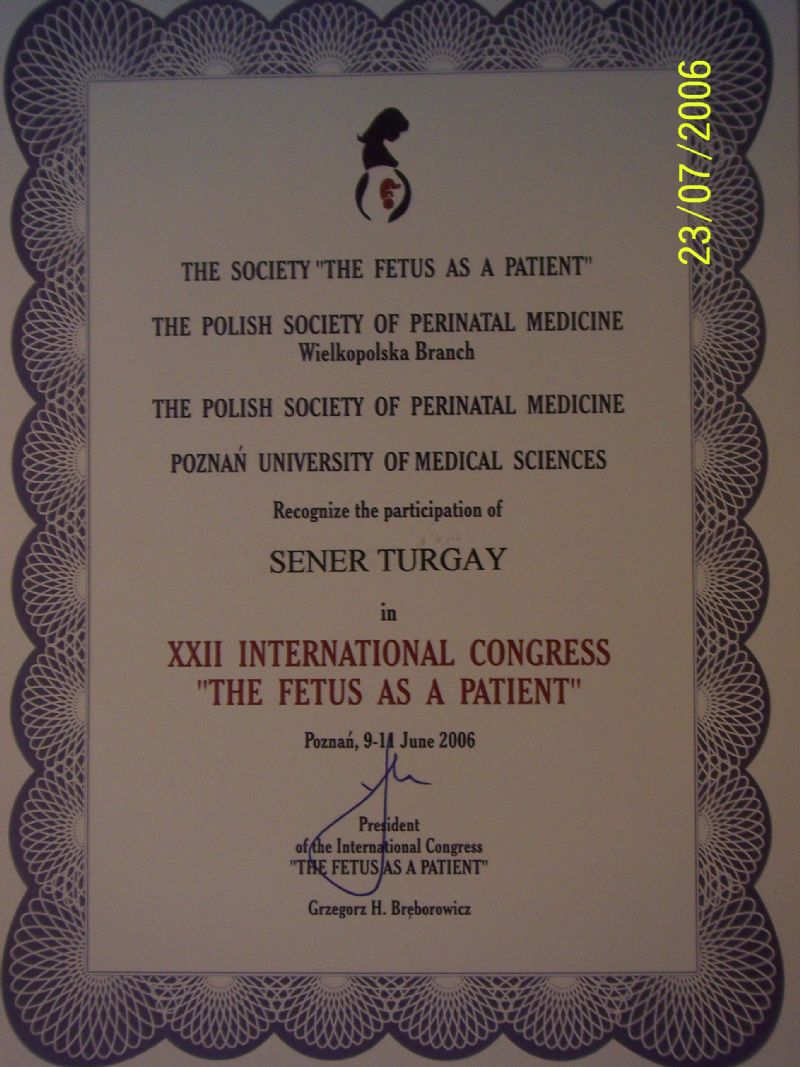 THE SOCIETY "THE FETUS AS A PATIENT"
THE POLISH SOCIETY OF PERINATAL MEDICINE
Wielkopolska Branch
THE POLISH SOCIETY OF PERINATAL MEDICINE
POZNAŃ UNIVERSITY OF MEDICAL SCIENCES
Recognize the participation of
SENER TURGAY
in
XXII INTERNATIONAL CONGRESS
"THE FETUS AS A PATIENT"
Poznań, 9-11 June 2006
President
of the International Congress
"THE FETUS AS A PATIENT"
Grzegorz H. Bręborowicz
23/07/2006